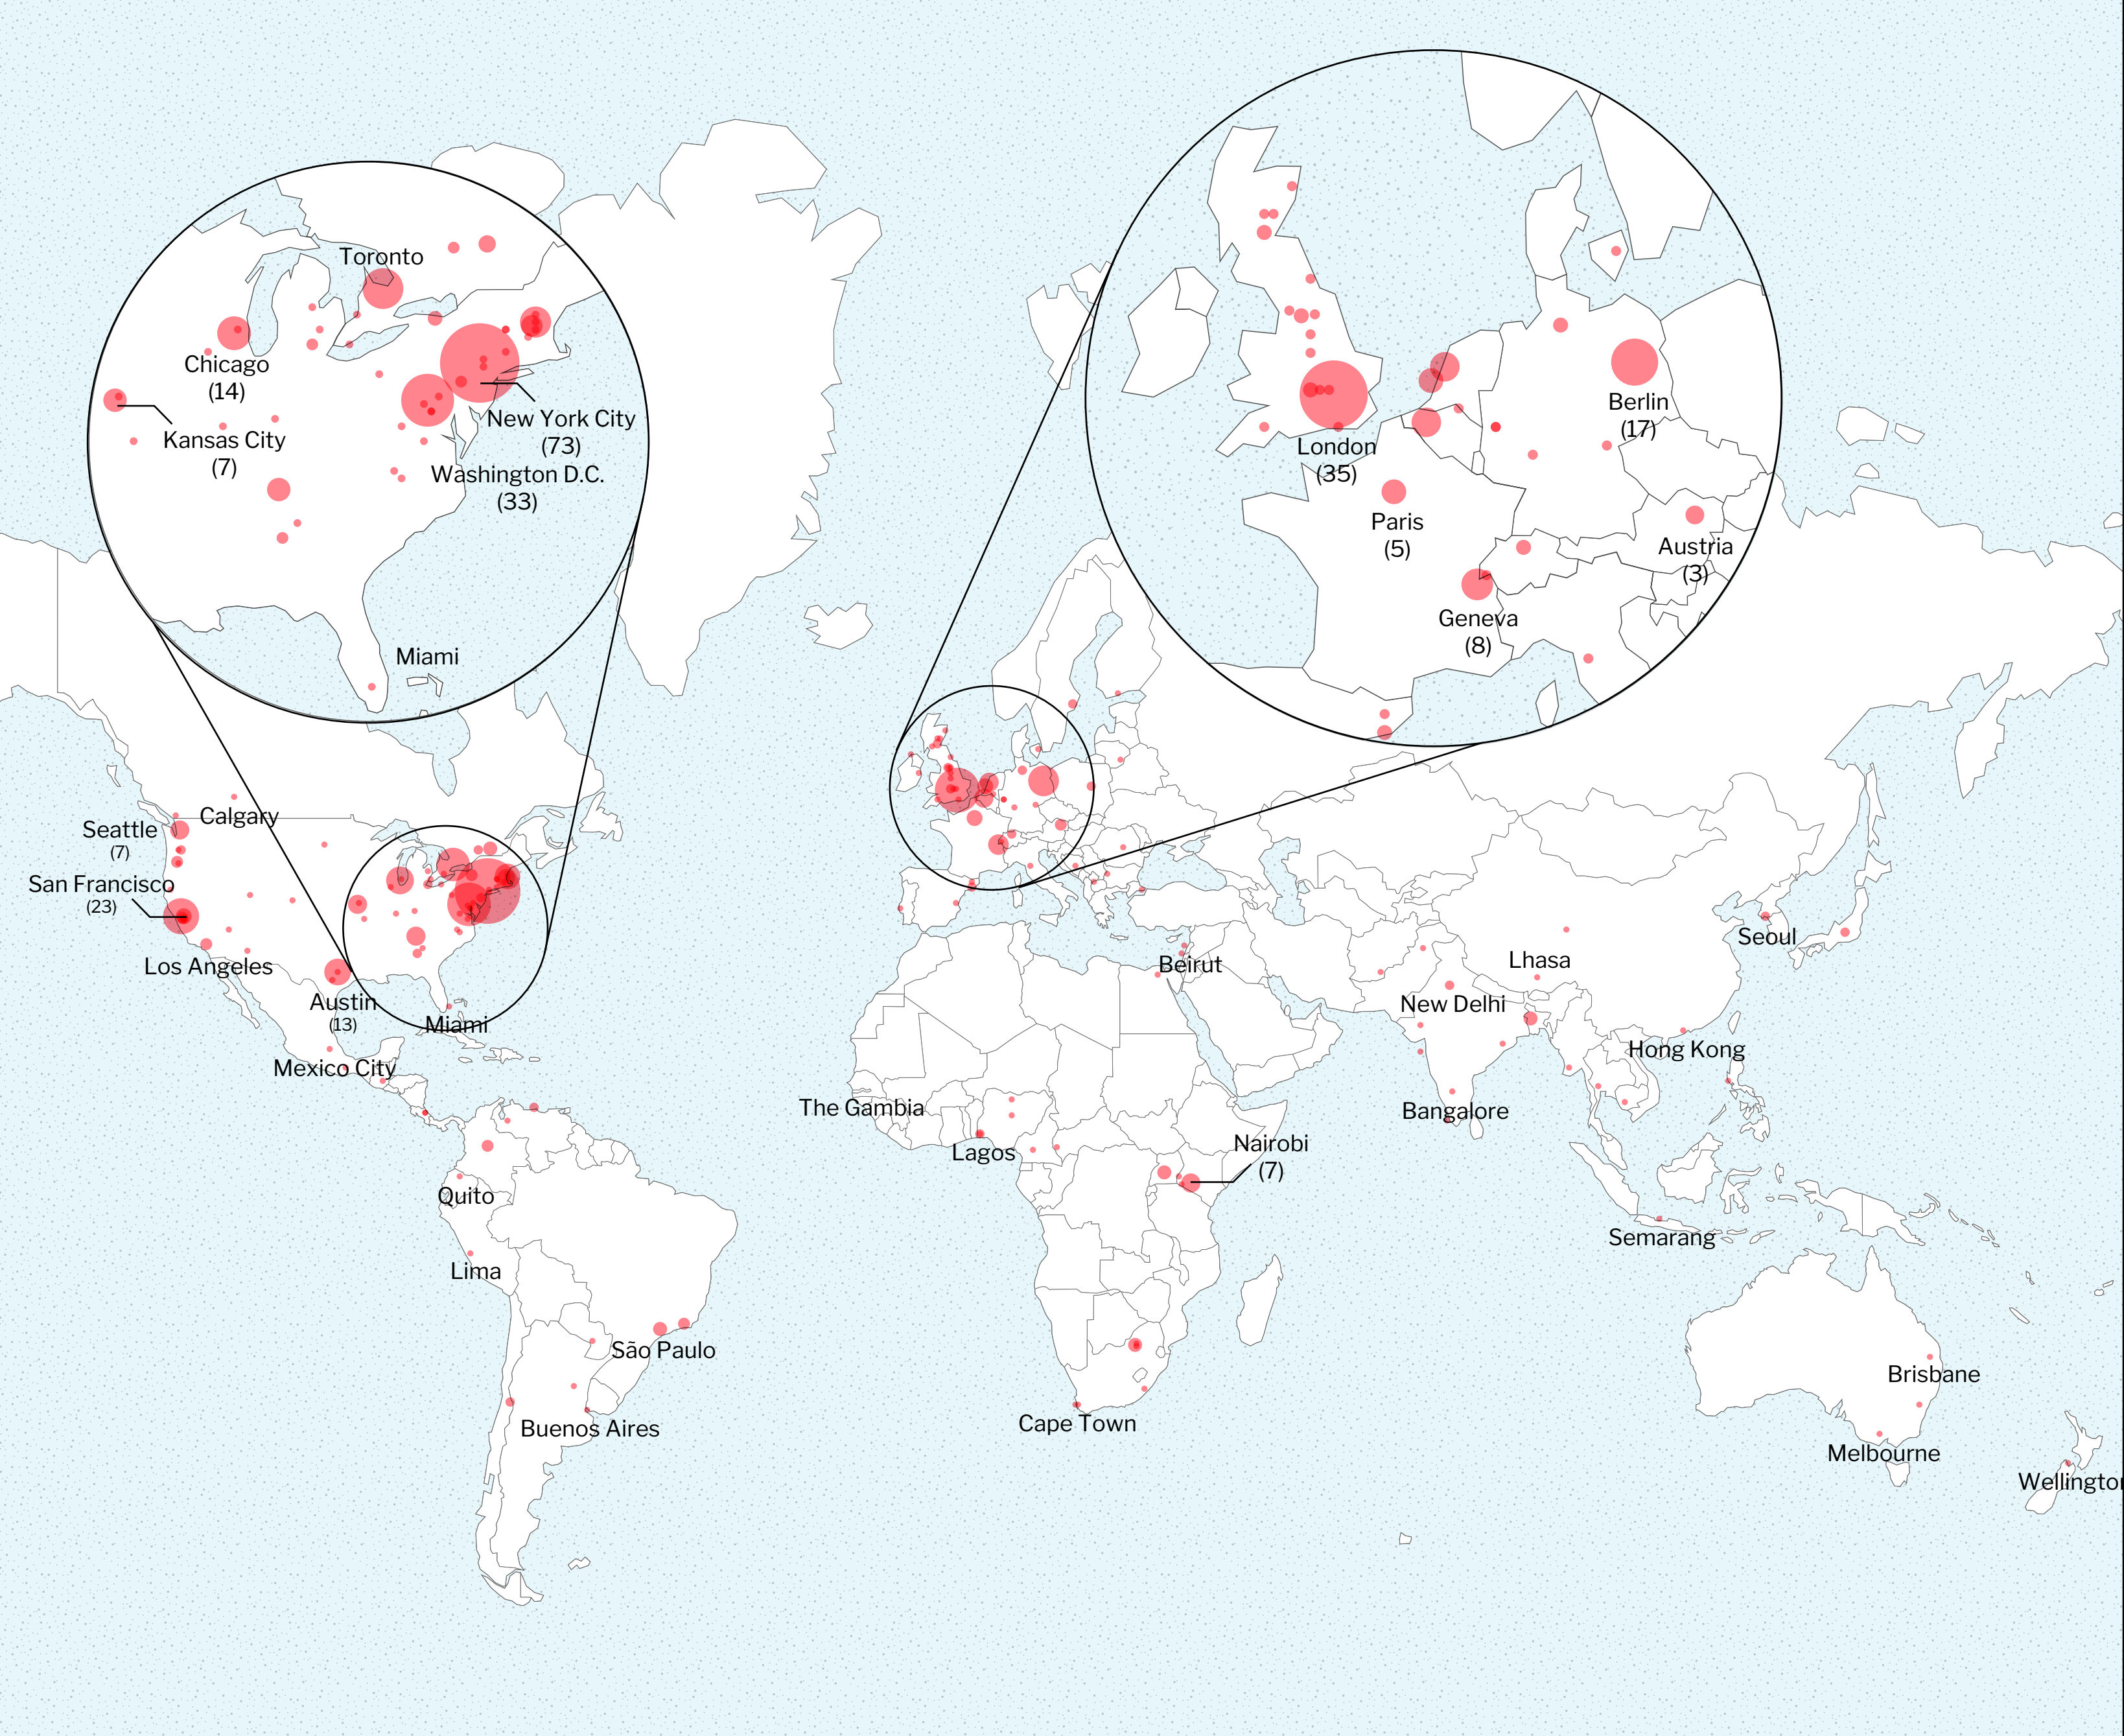 Toronto
Chicago
(14)
Kansas City
(7)
New York City
(73)
Washington D.C.
(33)
Miami
London
(35)
Berlin
(17)
Paris
(5)
Austria
(3)
Geneva
(8)
Calgary
Seattle
(7)
San Francisco
(23)
Los Angeles
Austin
(13)
Miami
Mexico City
Quito
Lima
São Paulo
Buenos Aires
Beirut
The Gambia
Lagos
Nairobi
(7)
Cape Town
Seoul
Lhasa
New Delhi
Hong Kong
Bangalore
Semarang
Brisbane
Melbourne
Wellington